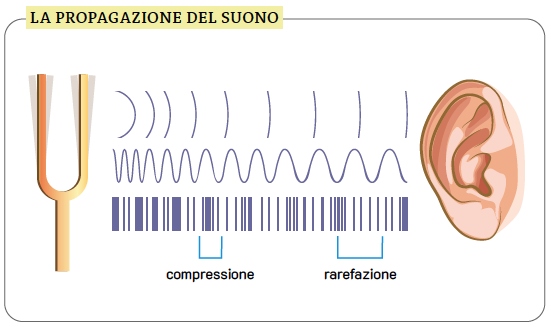 LA PROPAGAZIONE DEL SUONO
compressione
rarefazione